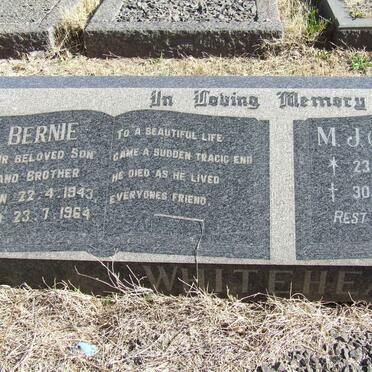 In Loving Memory
BERNIE
OUR BELOVED SON
AND BROTHER
22·4·1943,
23.7.1964
TO A BEAUTIFUL LIFE
CAME A SUDDEN TRAGIC END
HE DIED AS HE LIVED
EVERYONES FRIEND.
M.J.
23
30
REST
WHITEHE